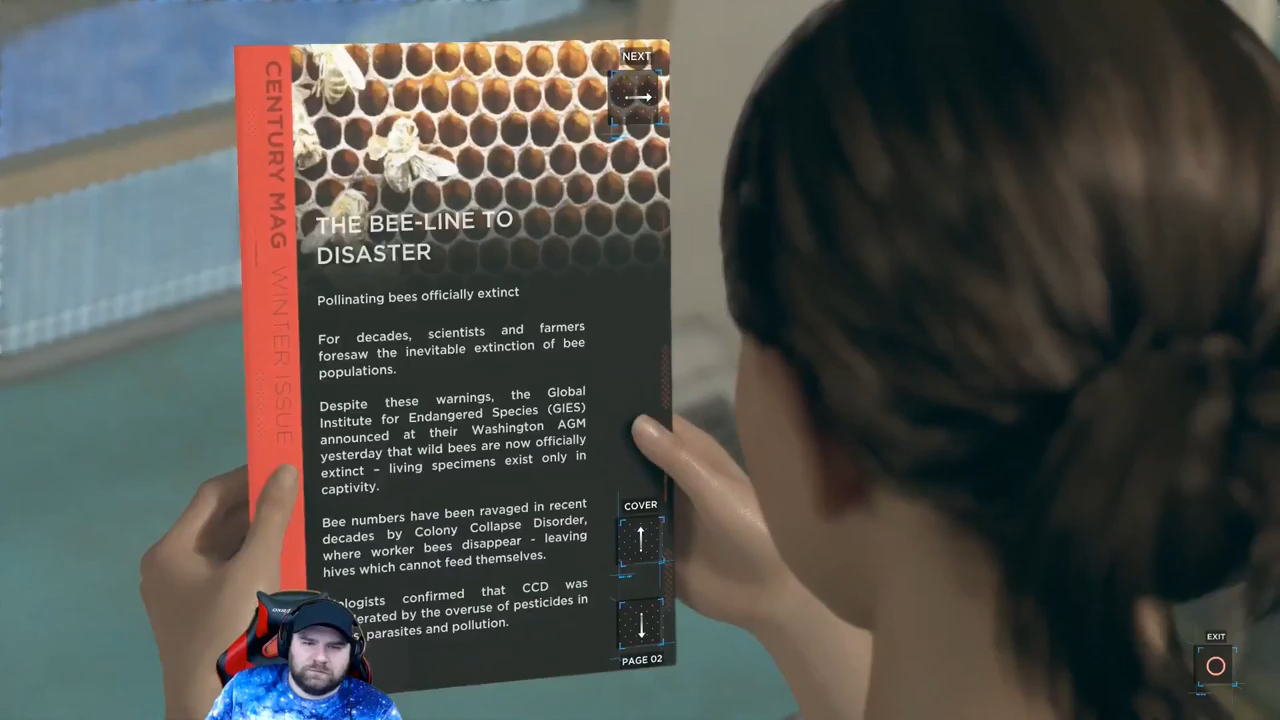 CENTURY MAG WINTER ISSUE
NEXT
THE BEE-LINE TO
DISASTER
Pollinating bees officially extinct
For decades, scientists and farmers
foresaw the inevitable extinction of bee
populations.
Despite these warnings, the Global
Institute for Endangered Species (GIES)
announced at their Washington AGM
yesterday that wild bees are now officially
extinct – living specimens exist only in
captivity.
Bee numbers have been ravaged in recent
decades by Colony Collapse Disorder,
where worker bees disappear - leaving
hives which cannot feed themselves.
confirmed that CCD was
by the overuse of pesticides in
parasites and pollution.
COVER
PAGE 02
EXIT